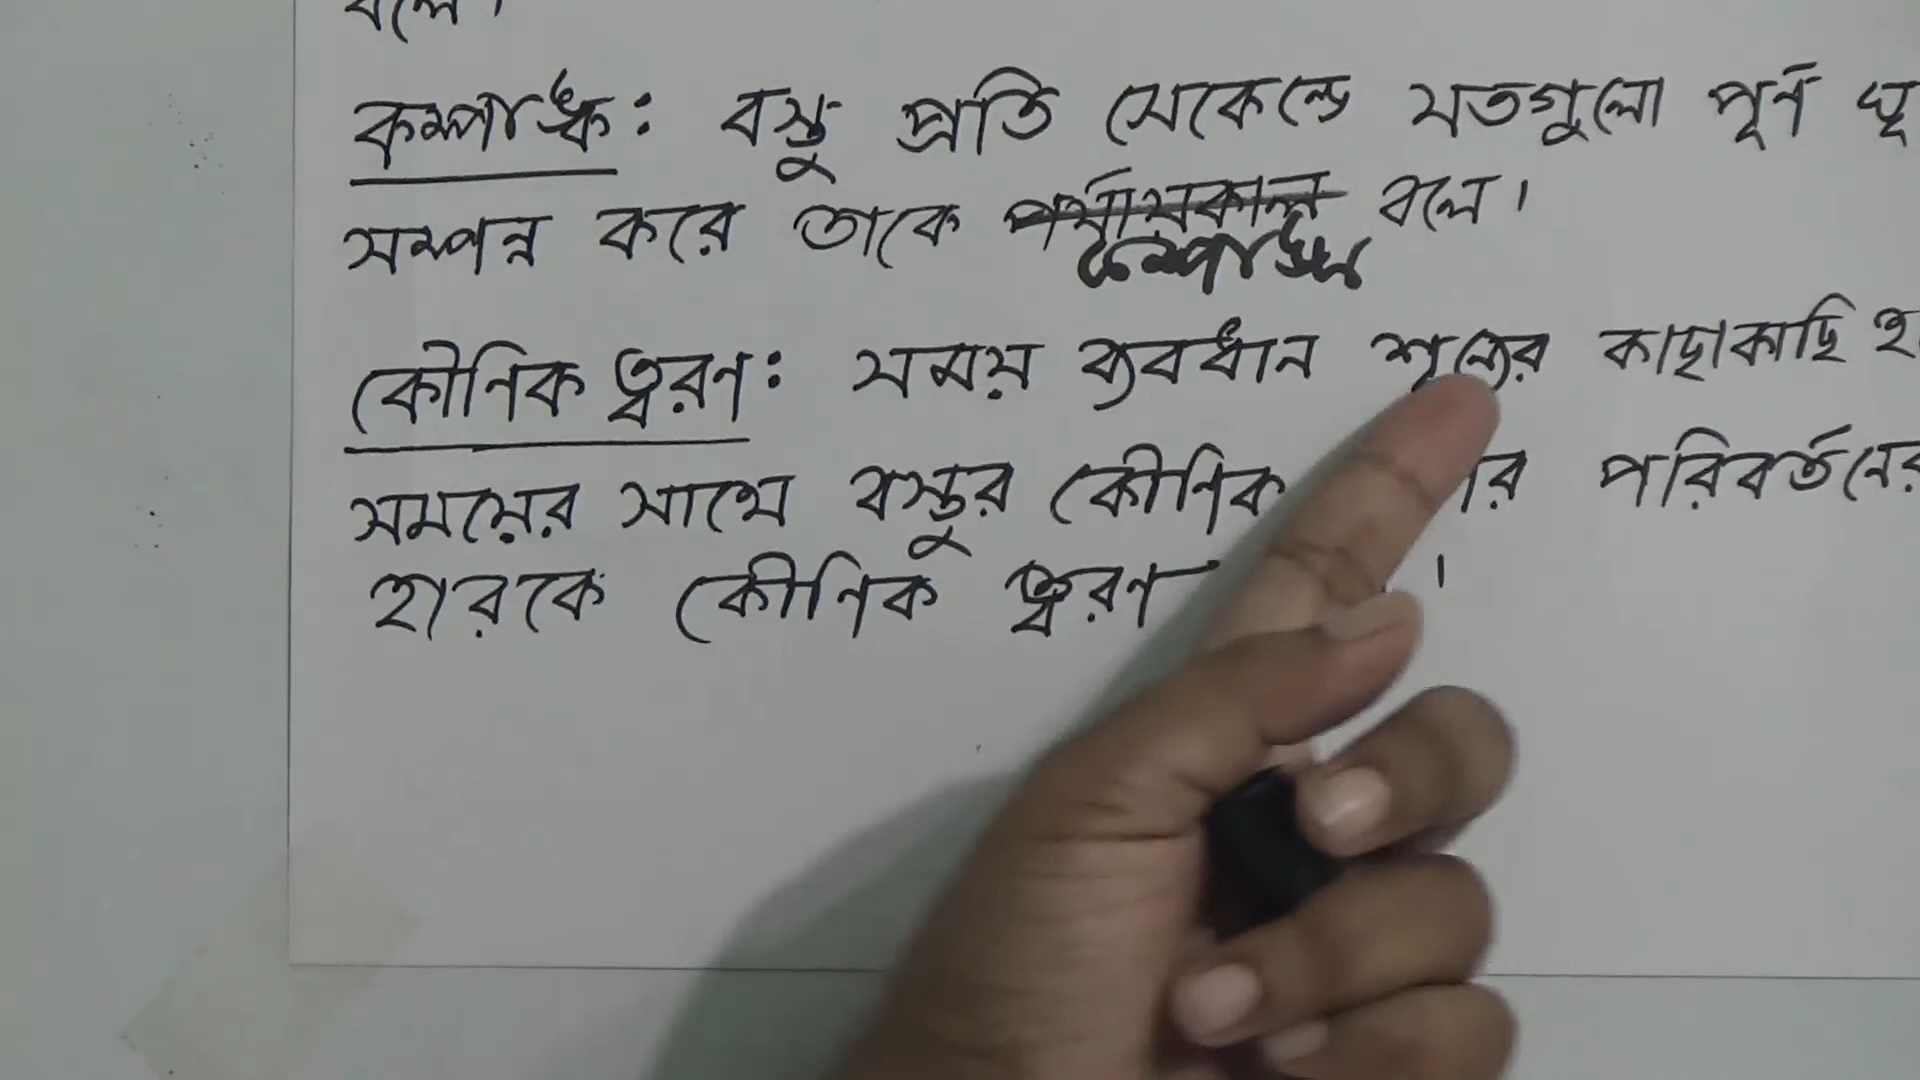 বলে।
কম্পাঙ্ক: বস্তু প্রতি সেকেন্ডে যতগুলো পূর্ন ঘূ
সম্পন্ন করে তাকে পর্যায়কাল বলে।
কম্পাঙ্ক
কৌণিক ত্বরণ: সময় ব্যবধান শূন্যের কাছাকাছি হ
সময়ের সাথে বস্তুর কৌণিক র পরিবর্তনের
হারকে কৌণিক ত্বরণ ।